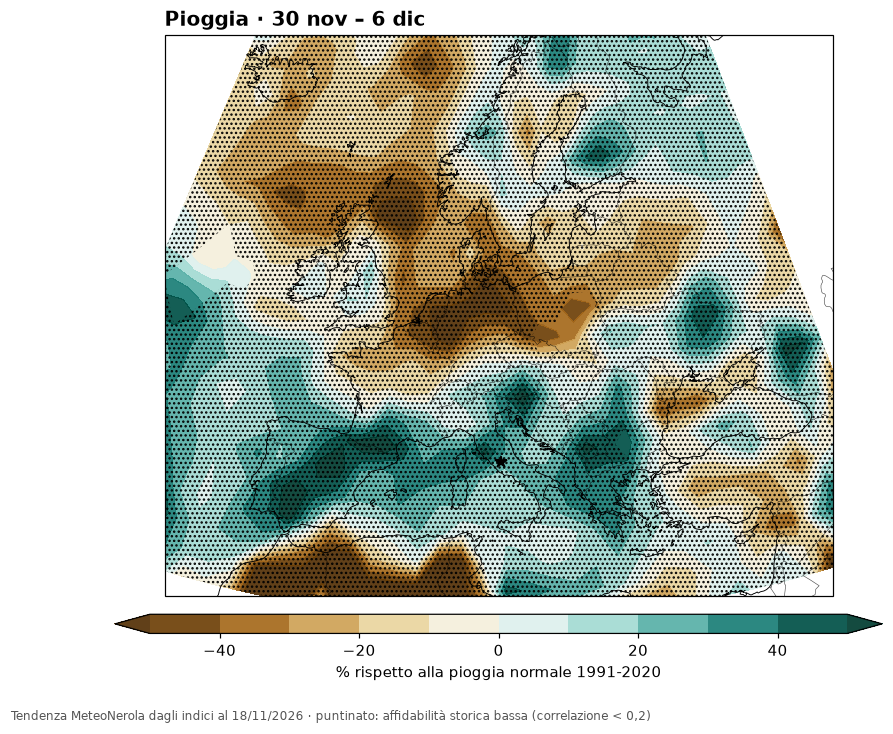 Pioggia · 30 nov – 6 dic
−40 −20 0 20 40
% rispetto alla pioggia normale 1991-2020
Tendenza MeteoNerola dagli indici al 18/11/2026 · puntinato: affidabilità storica bassa (correlazione < 0,2)